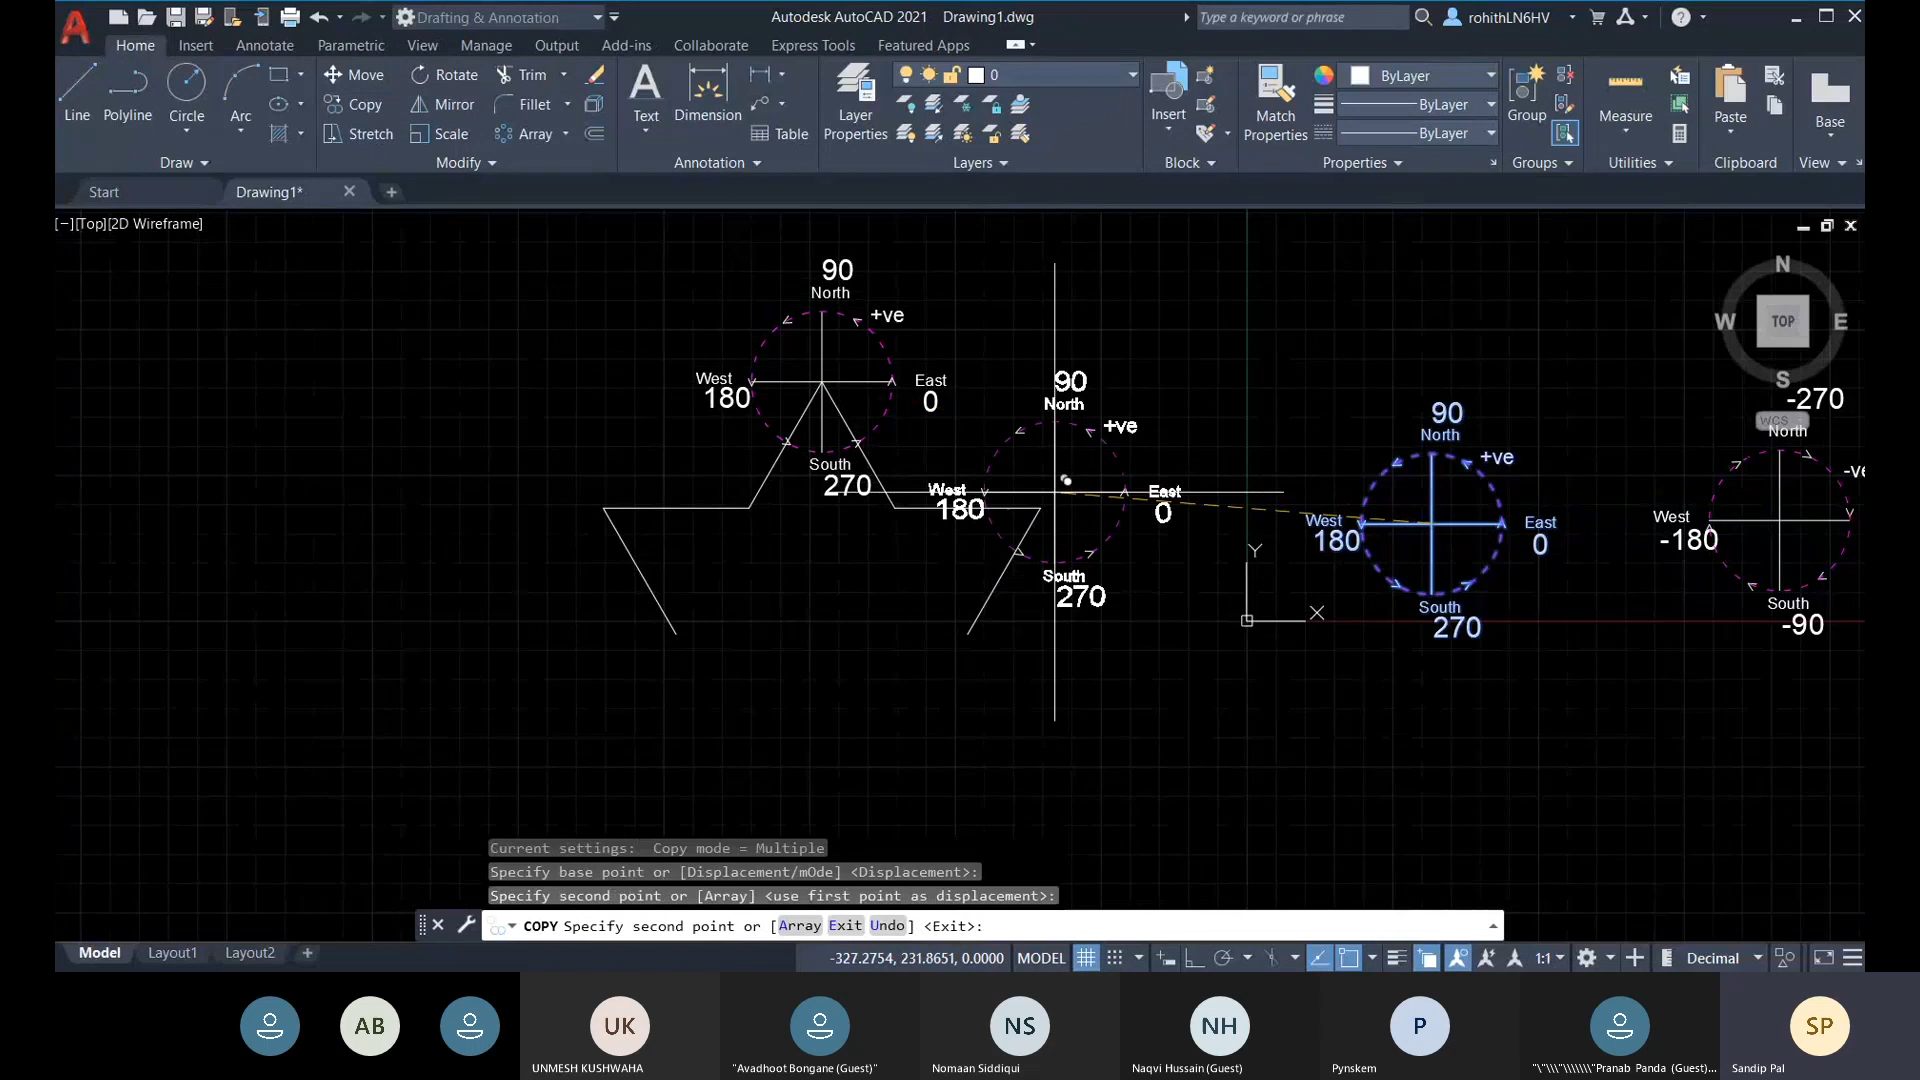 Drafting & Annotation
Autodesk AutoCAD 2021 Drawing1.dwg
Type a keyword or phrase
rohithLN6HV
Home Insert Annotate Parametric View Manage Output Add-ins Collaborate Express Tools Featured Apps
Line Polyline Circle Arc
Move Rotate Trim
Copy Mirror Fillet
Stretch Scale Array
Text Dimension Table
Layer Properties
0
Insert
Match Properties
ByLayer
ByLayer
ByLayer
Group
Measure
Paste
Base
Draw Modify Annotation Layers Block Properties Groups Utilities Clipboard View
Start Drawing1*
[−][Top][2D Wireframe]
90
North
+ve
West
180
East
0
South
270
90
North
+ve
West
180
East
0
South
270
90
North
+ve
West
180
East
0
South
270
-270
North
-ve
West
-180
South
-90
N
W TOP E
S
WCS
Y
X
Current settings: Copy mode = Multiple
Specify base point or [Displacement/mOde] <Displacement>:
Specify second point or [Array] <use first point as displacement>:
COPY Specify second point or [Array Exit Undo] <Exit>:
Model Layout1 Layout2
-327.2754, 231.8651, 0.0000 MODEL 1:1 Decimal
AB UK NS NH P SP
UNMESH KUSHWAHA "Avadhoot Bongane (Guest)" Nomaan Siddiqui Naqvi Hussain (Guest) Pynskem "\"\\\"\\\\\\\"Pranab Panda (Guest)... Sandip Pal